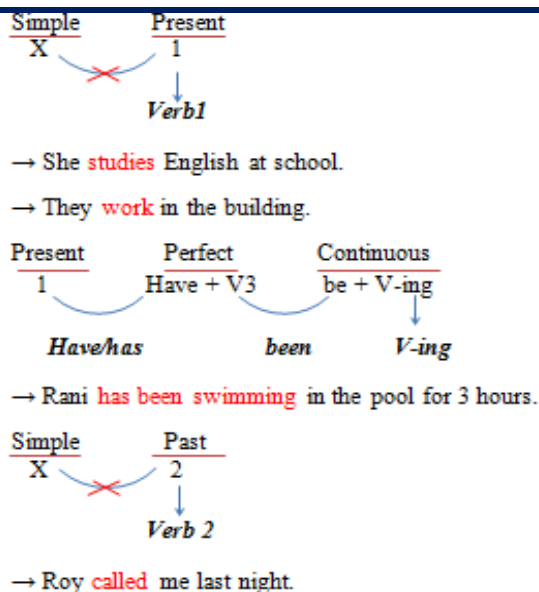 Simple Present
X 1
Verb1
→ She studies English at school.
→ They work in the building.
Present Perfect Continuous
1 Have + V3 be + V-ing
Have/has been V-ing
→ Rani has been swimming in the pool for 3 hours.
Simple Past
X 2
Verb 2
→ Roy called me last night.